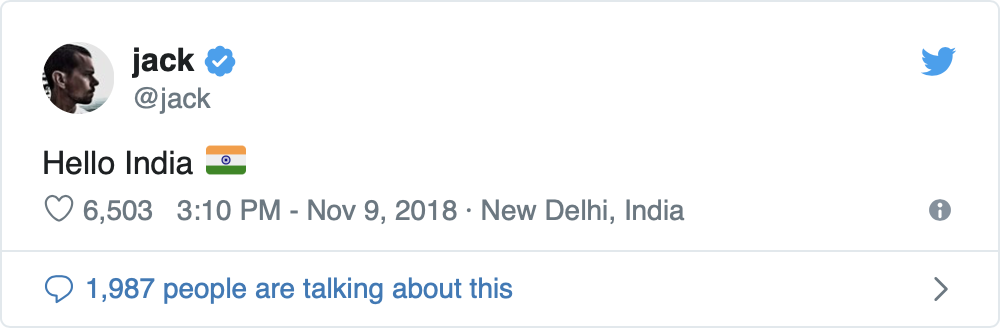 jack
@jack
Hello India 🇮🇳
6,503 3:10 PM - Nov 9, 2018 · New Delhi, India
1,987 people are talking about this